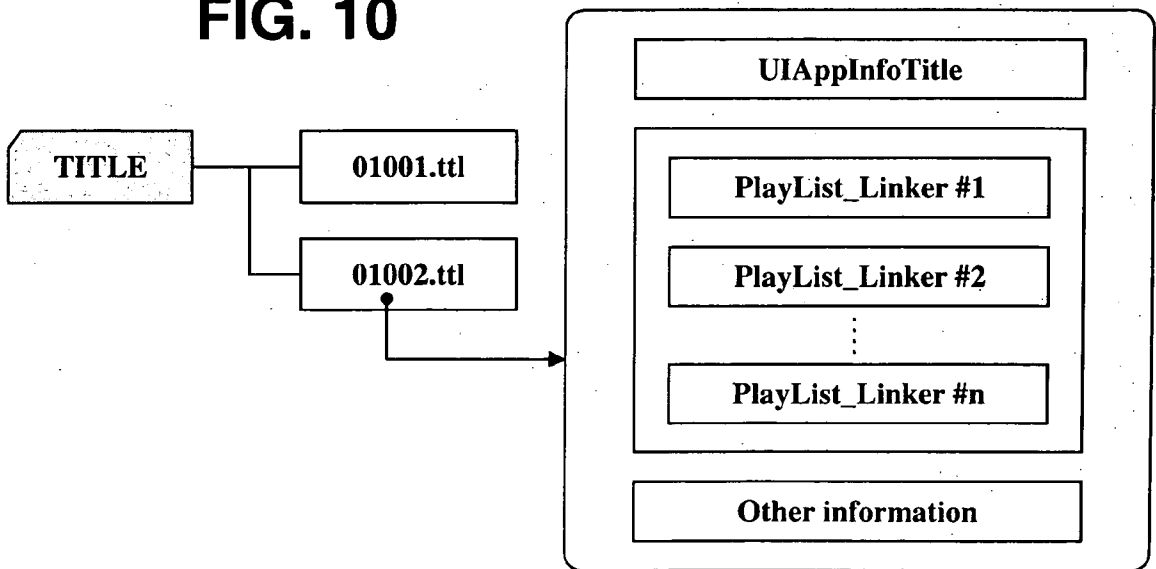 FIG. 10
TITLE
01001.ttl
01002.ttl
UIAppInfoTitle
PlayList_Linker #1
PlayList_Linker #2
PlayList_Linker #n
Other information